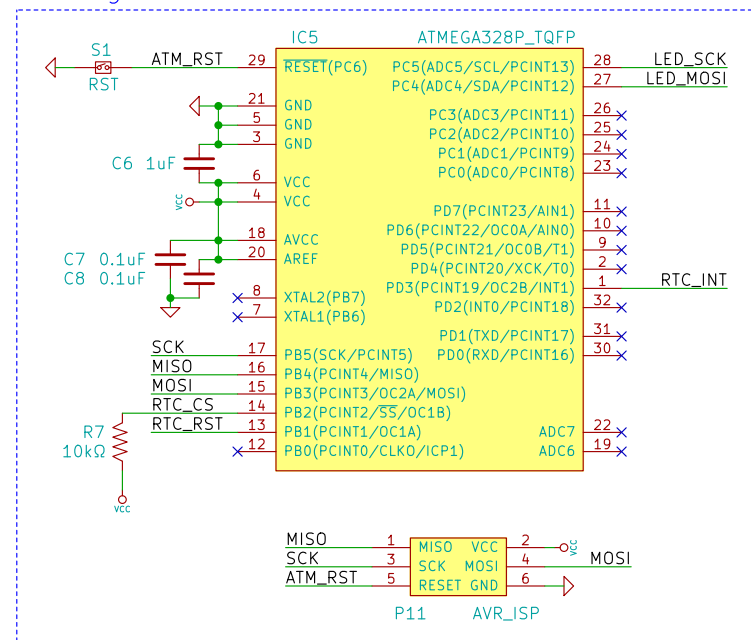 IC5 ATMEGA328P_TQFP
S1
RST
ATM_RST 29 RESET(PC6)
21 GND
5 GND
3 GND
C6 1uF
6 VCC
VCC 4 VCC
18 AVCC
20 AREF
C7 0.1uF
C8 0.1uF
8 XTAL2(PB7)
7 XTAL1(PB6)
SCK 17 PB5(SCK/PCINT5)
MISO 16 PB4(PCINT4/MISO)
MOSI 15 PB3(PCINT3/OC2A/MOSI)
RTC_CS 14 PB2(PCINT2/SS/OC1B)
RTC_RST 13 PB1(PCINT1/OC1A)
12 PB0(PCINT0/CLKO/ICP1)
R7
10kΩ
VCC
PC5(ADC5/SCL/PCINT13) 28 LED_SCK
PC4(ADC4/SDA/PCINT12) 27 LED_MOSI
PC3(ADC3/PCINT11) 26
PC2(ADC2/PCINT10) 25
PC1(ADC1/PCINT9) 24
PC0(ADC0/PCINT8) 23
PD7(PCINT23/AIN1) 11
PD6(PCINT22/OC0A/AIN0) 10
PD5(PCINT21/OC0B/T1) 9
PD4(PCINT20/XCK/T0) 2
PD3(PCINT19/OC2B/INT1) 1 RTC_INT
PD2(INT0/PCINT18) 32
PD1(TXD/PCINT17) 31
PD0(RXD/PCINT16) 30
ADC7 22
ADC6 19
MISO 1 MISO VCC 2 VCC
SCK 3 SCK MOSI 4 MOSI
ATM_RST 5 RESET GND 6
P11 AVR_ISP